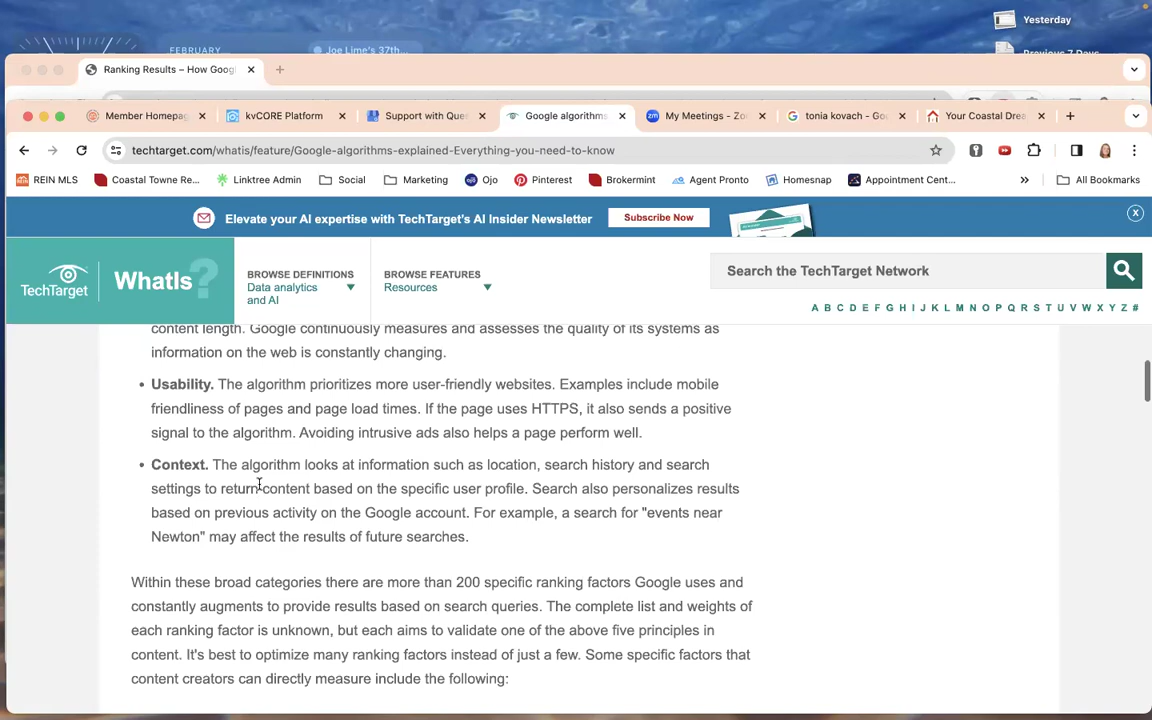 Yesterday
FEBRUARY...
Joe Lime's 37th...
Previous 7 Days
Ranking Results – How Goog
Member Homepag
kvCORE Platform
Support with Ques
Google algorithms
My Meetings - Zo
tonia kovach - Go
Your Coastal Drea
techtarget.com/whatis/feature/Google-algorithms-explained-Everything-you-need-to-know
REIN MLS
Coastal Towne Re...
Linktree Admin
Social
Marketing
Ojo
Pinterest
Brokermint
Agent Pronto
Homesnap
Appointment Cent...
»
All Bookmarks
Elevate your AI expertise with TechTarget's AI Insider Newsletter
Subscribe Now
X
TechTarget
WhatIs?
BROWSE DEFINITIONS
Data analytics
and AI
BROWSE FEATURES
Resources
Search the TechTarget Network
A B C D E F G H I J K L M N O P Q R S T U V W X Y Z #
content length. Google continuously measures and assesses the quality of its systems as
information on the web is constantly changing.
• Usability. The algorithm prioritizes more user-friendly websites. Examples include mobile
friendliness of pages and page load times. If the page uses HTTPS, it also sends a positive
signal to the algorithm. Avoiding intrusive ads also helps a page perform well.
• Context. The algorithm looks at information such as location, search history and search
settings to return content based on the specific user profile. Search also personalizes results
based on previous activity on the Google account. For example, a search for "events near
Newton" may affect the results of future searches.
Within these broad categories there are more than 200 specific ranking factors Google uses and
constantly augments to provide results based on search queries. The complete list and weights of
each ranking factor is unknown, but each aims to validate one of the above five principles in
content. It's best to optimize many ranking factors instead of just a few. Some specific factors that
content creators can directly measure include the following: